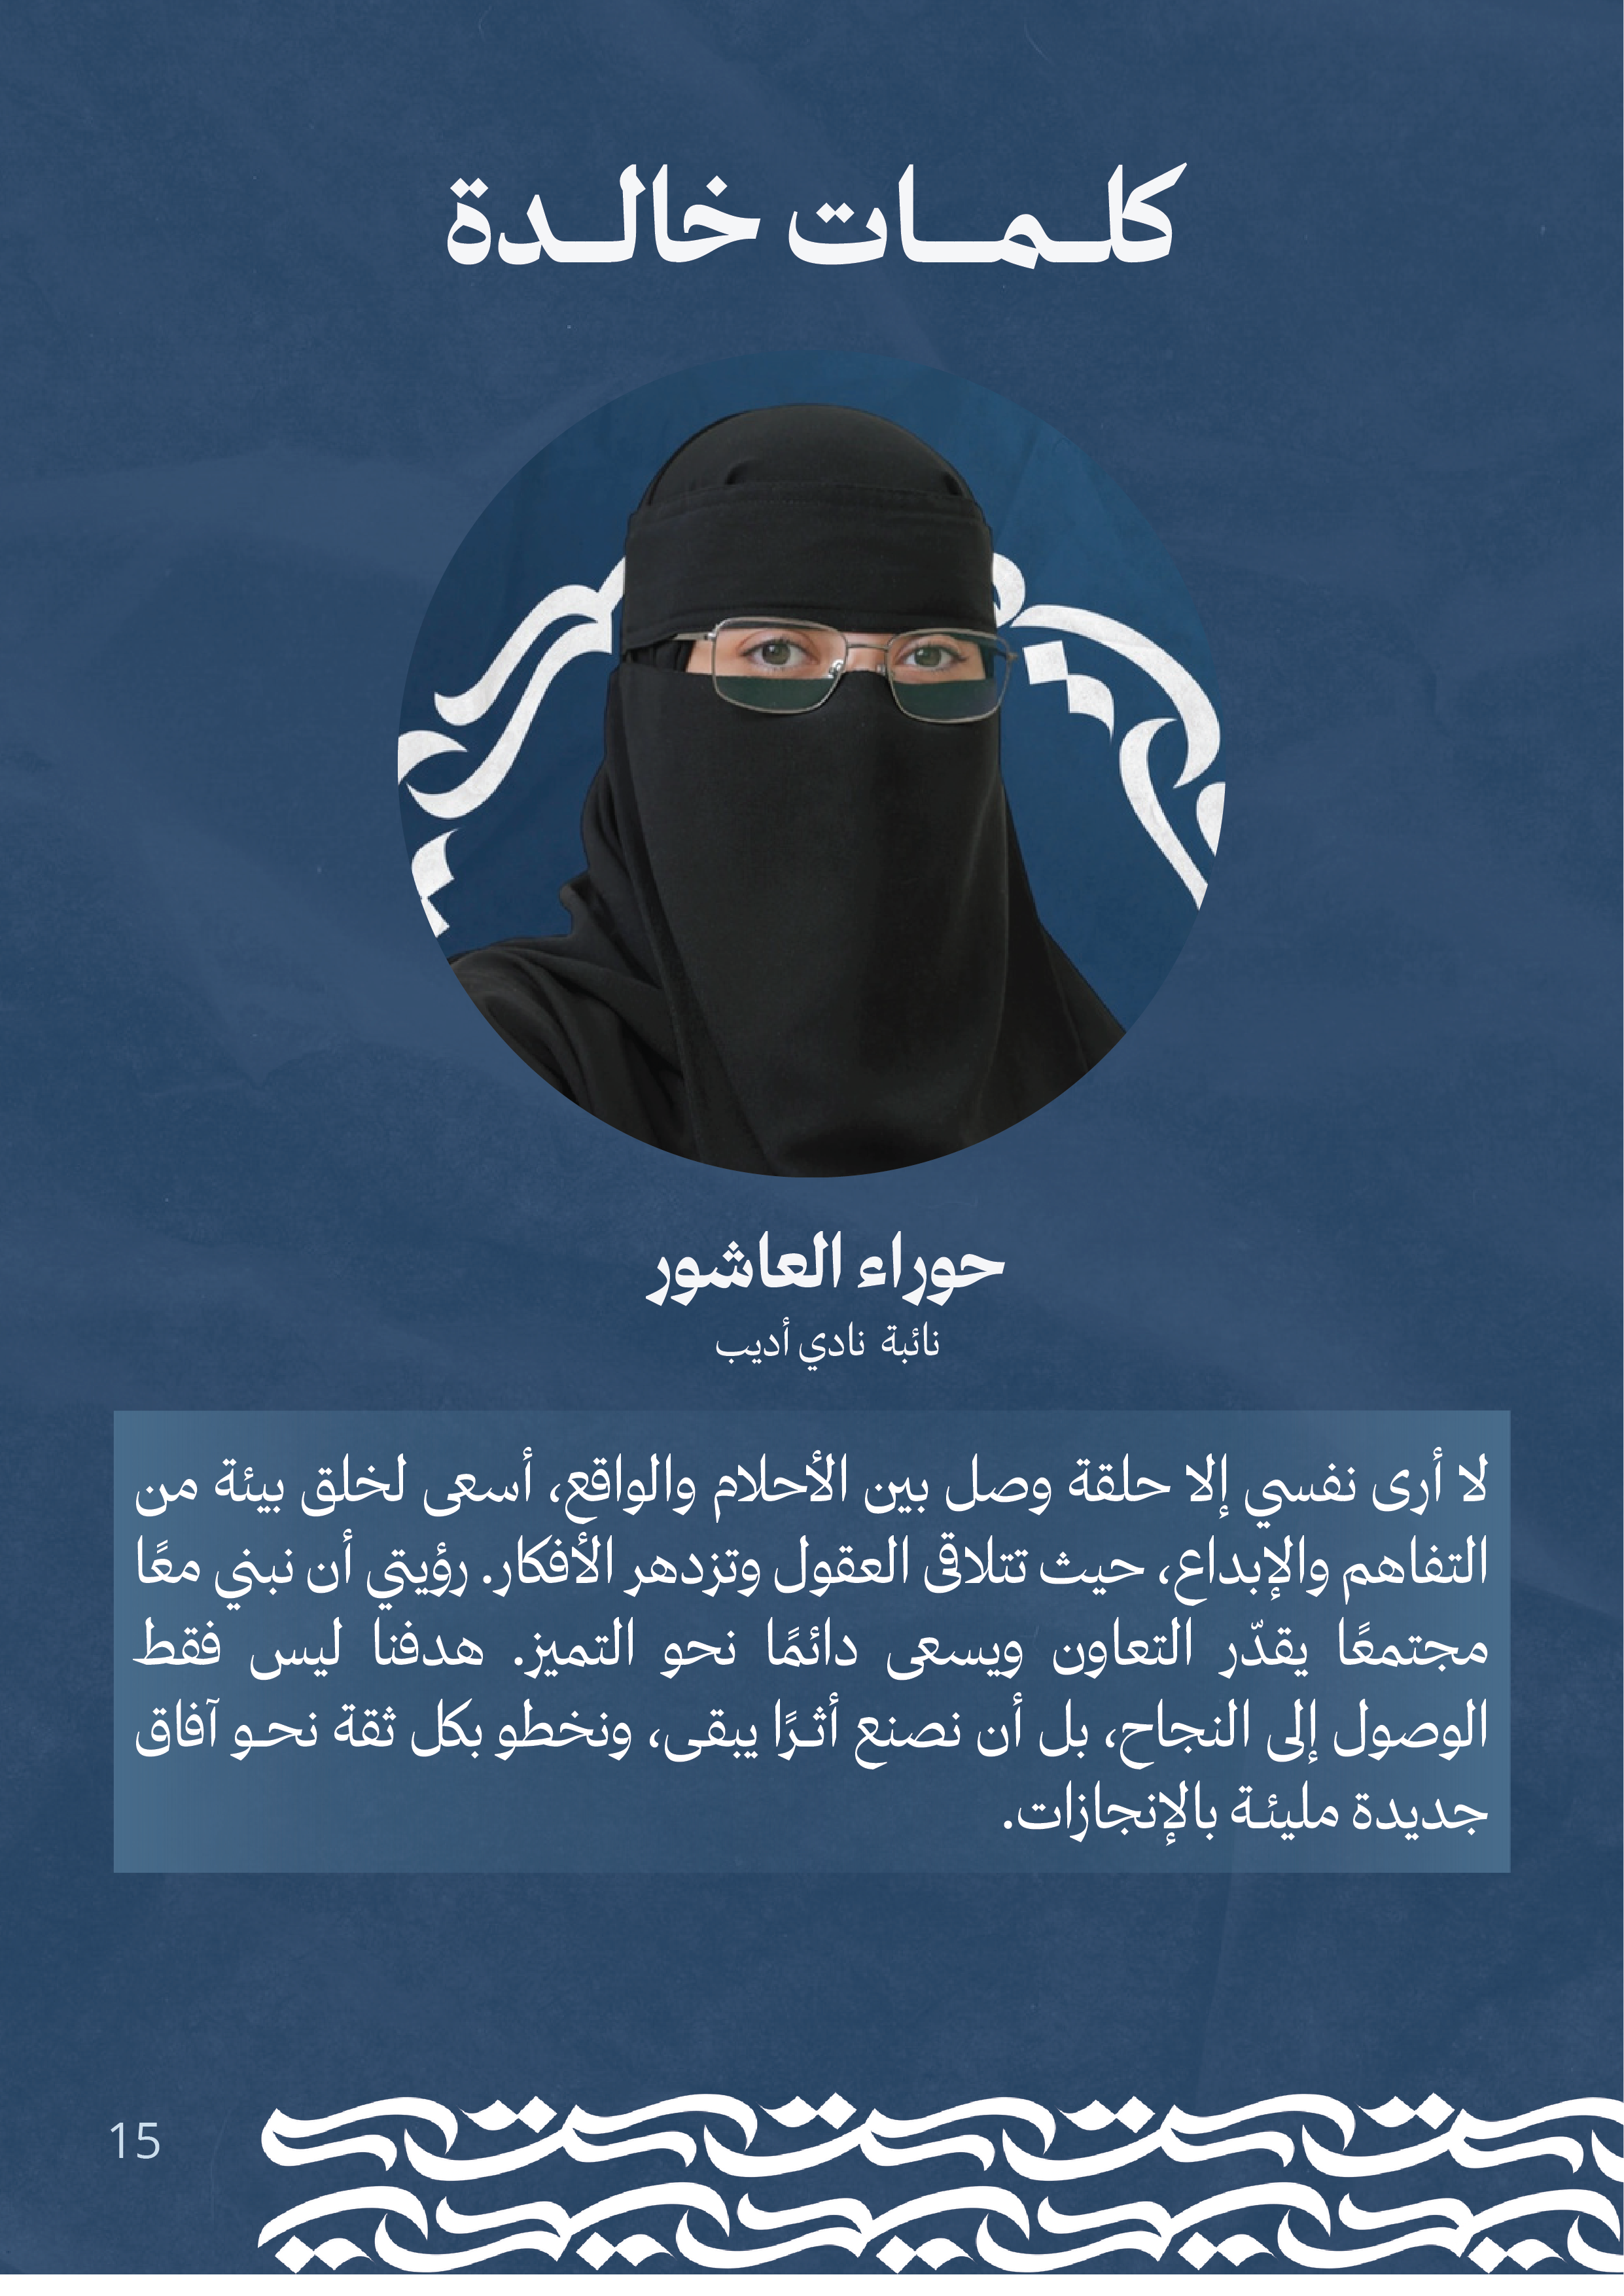 كلمات خالدة
حوراء العاشور
نائبة نادي أديب
لا أرى نفسي إلا حلقة وصل بين الأحلام والواقع، أسعى لخلق بيئة من
التفاهم والإبداع، حيث تتلاقى العقول وتزدهر الأفكار. رؤيتي أن نبني معًا
مجتمعًا يقدّر التعاون ويسعى دائمًا نحو التميز. هدفنا ليس فقط
الوصول إلى النجاح، بل أن نصنع أثرًا يبقى، ونخطو بكل ثقة نحو آفاق
جديدة مليئة بالإنجازات.
15